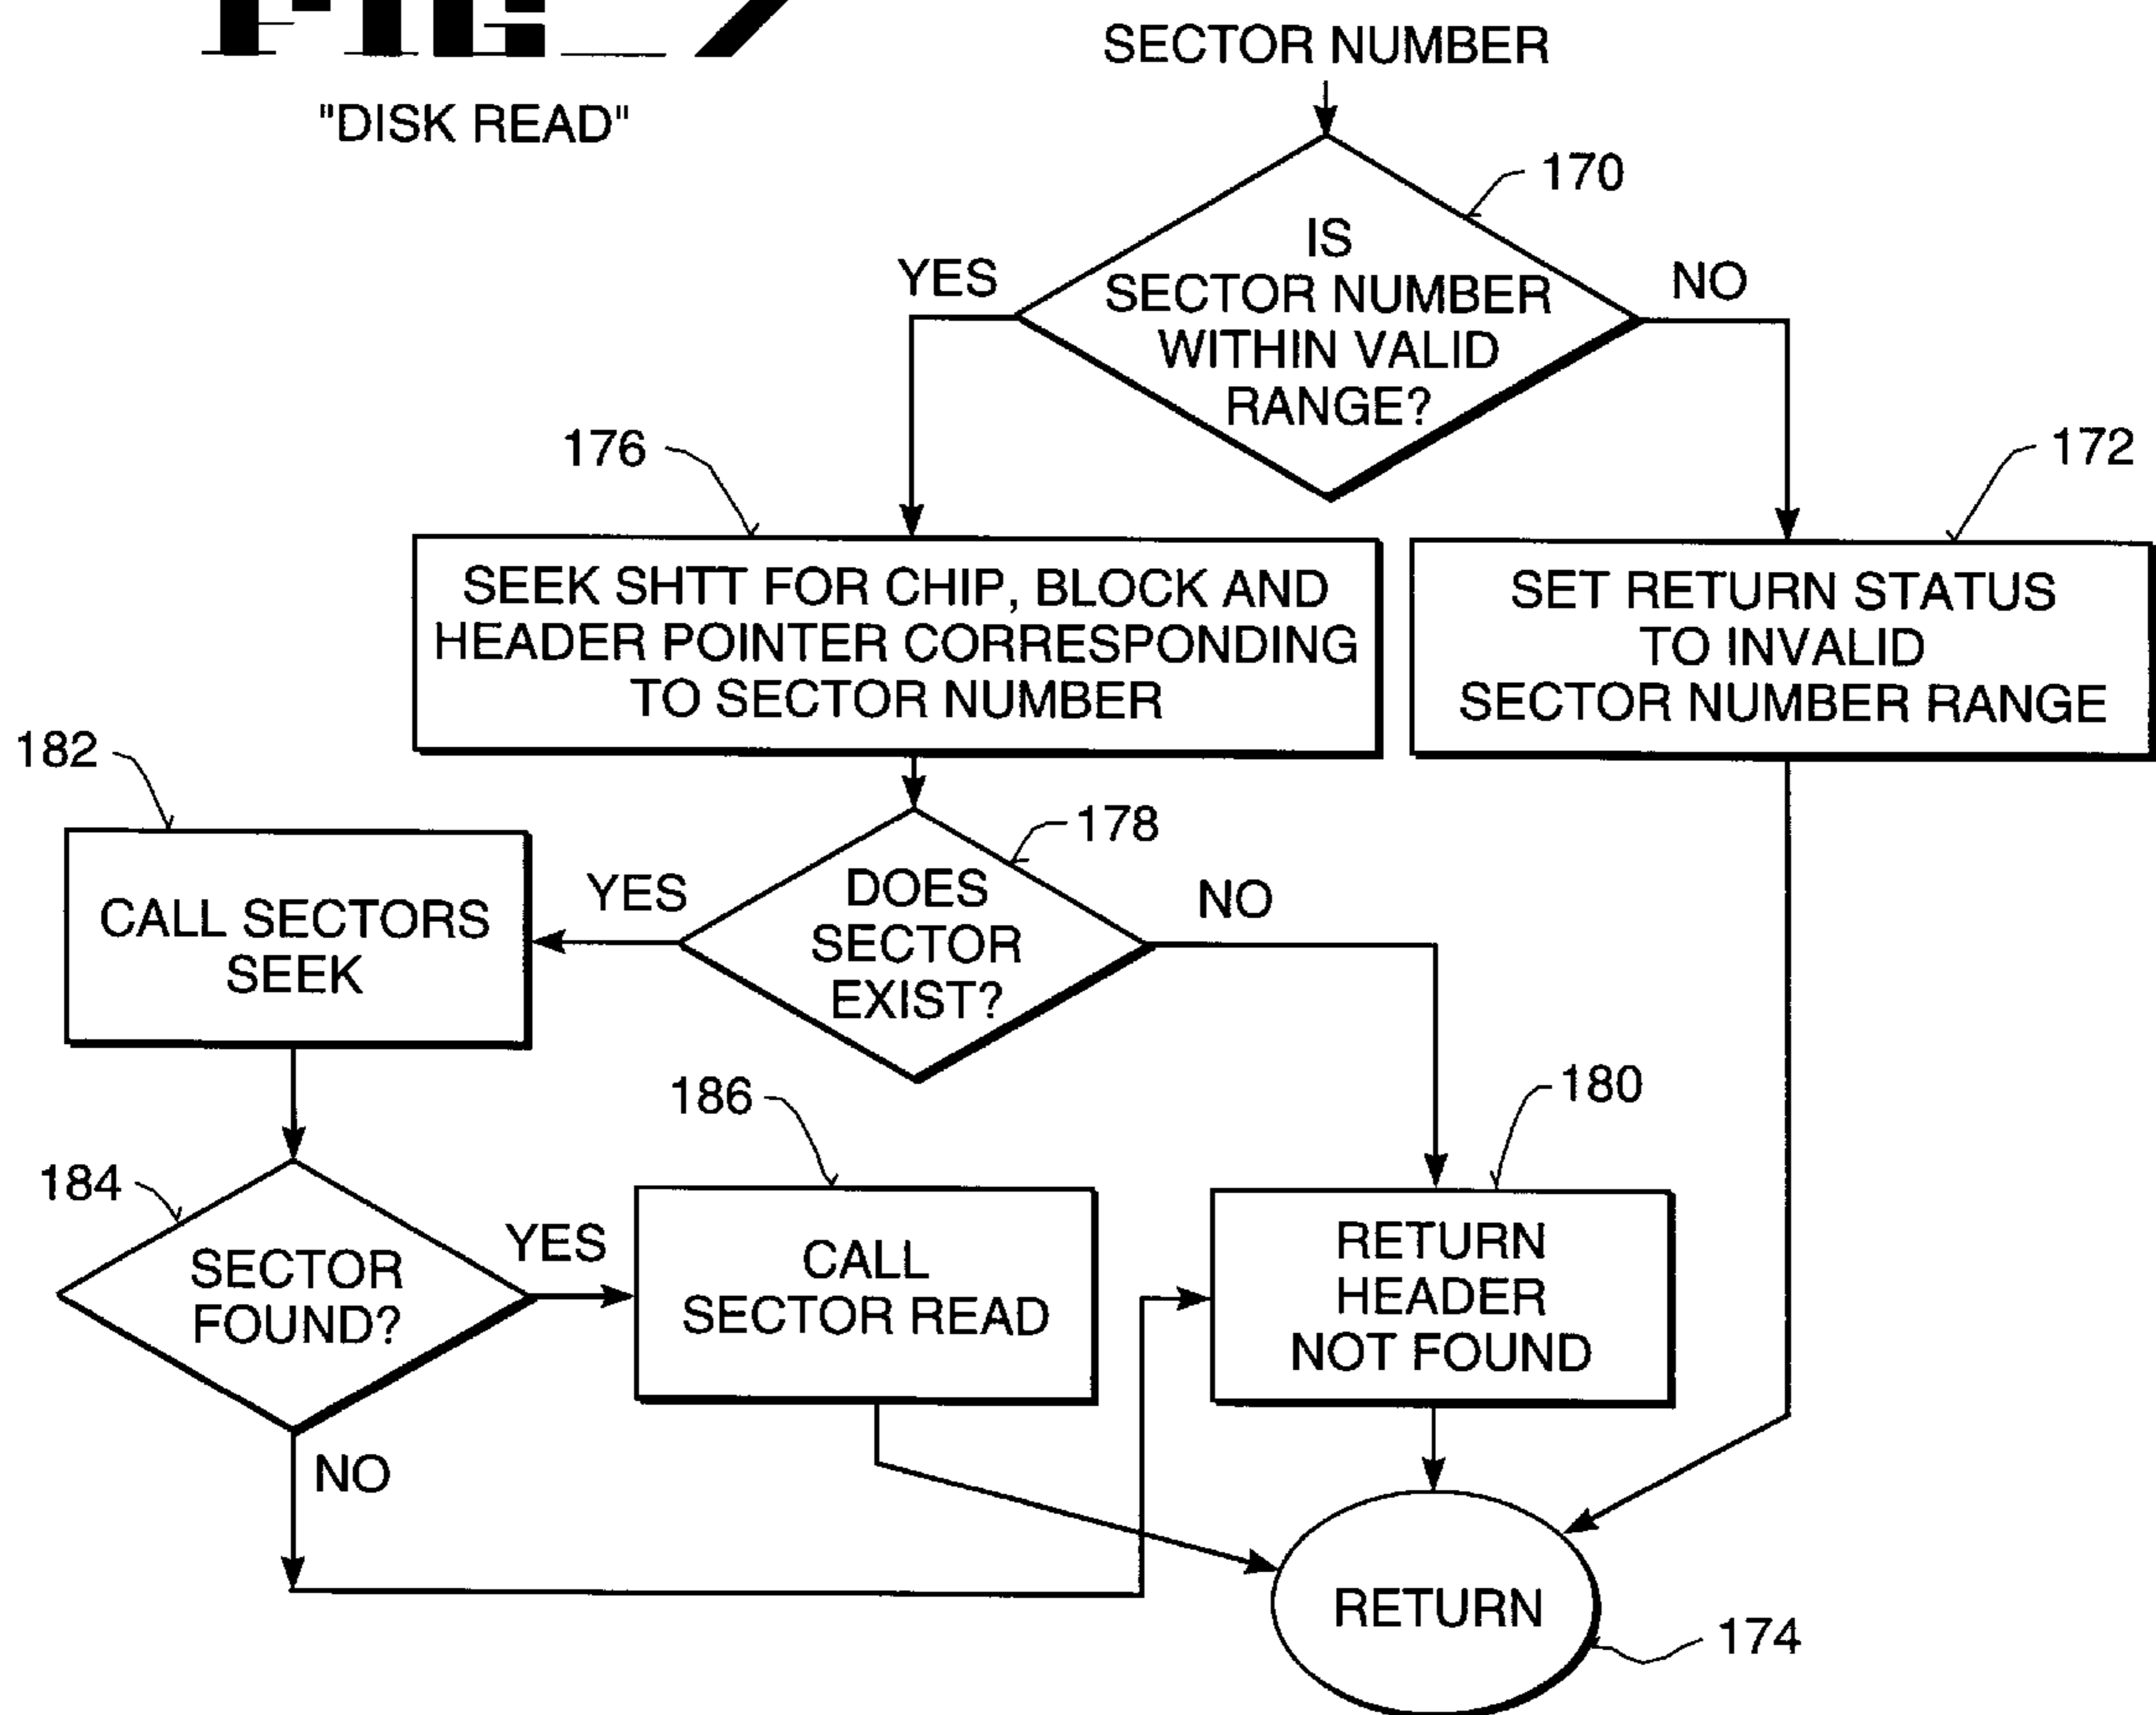 FIG_7
"DISK READ"
SECTOR NUMBER
170
IS
SECTOR NUMBER
WITHIN VALID
RANGE?
YES
NO
176
172
SEEK SHTT FOR CHIP, BLOCK AND
HEADER POINTER CORRESPONDING
TO SECTOR NUMBER
SET RETURN STATUS
TO INVALID
SECTOR NUMBER RANGE
182
178
CALL SECTORS
SEEK
YES
DOES
SECTOR
EXIST?
NO
186
180
184
SECTOR
FOUND?
YES
CALL
SECTOR READ
RETURN
HEADER
NOT FOUND
NO
RETURN
174